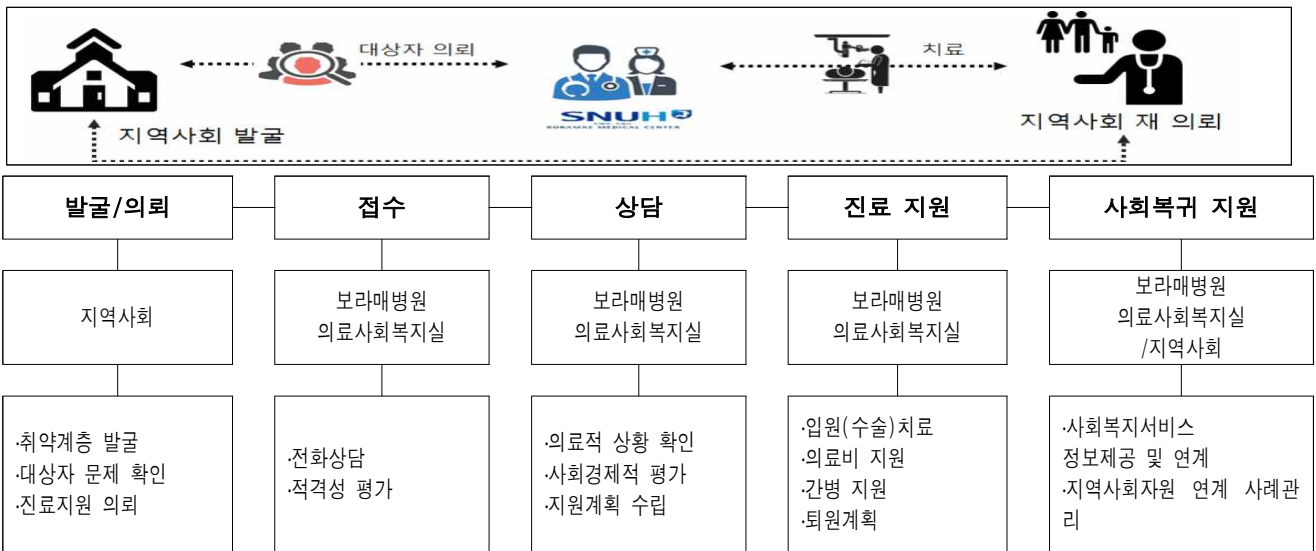 대상자 의뢰
치료
SNUH
BORAMAE MEDICAL CENTER
지역사회 발굴
지역사회 재 의뢰
발굴/의뢰
접수
상담
진료 지원
사회복귀 지원
지역사회
보라매병원
의료사회복지실
보라매병원
의료사회복지실
보라매병원
의료사회복지실
보라매병원
의료사회복지실
/지역사회
·취약계층 발굴
·대상자 문제 확인
·진료지원 의뢰
·전화상담
·적격성 평가
·의료적 상황 확인
·사회경제적 평가
·지원계획 수립
·입원(수술)치료
·의료비 지원
·간병 지원
·퇴원계획
·사회복지서비스
정보제공 및 연계
·지역사회자원 연계 사례관
리